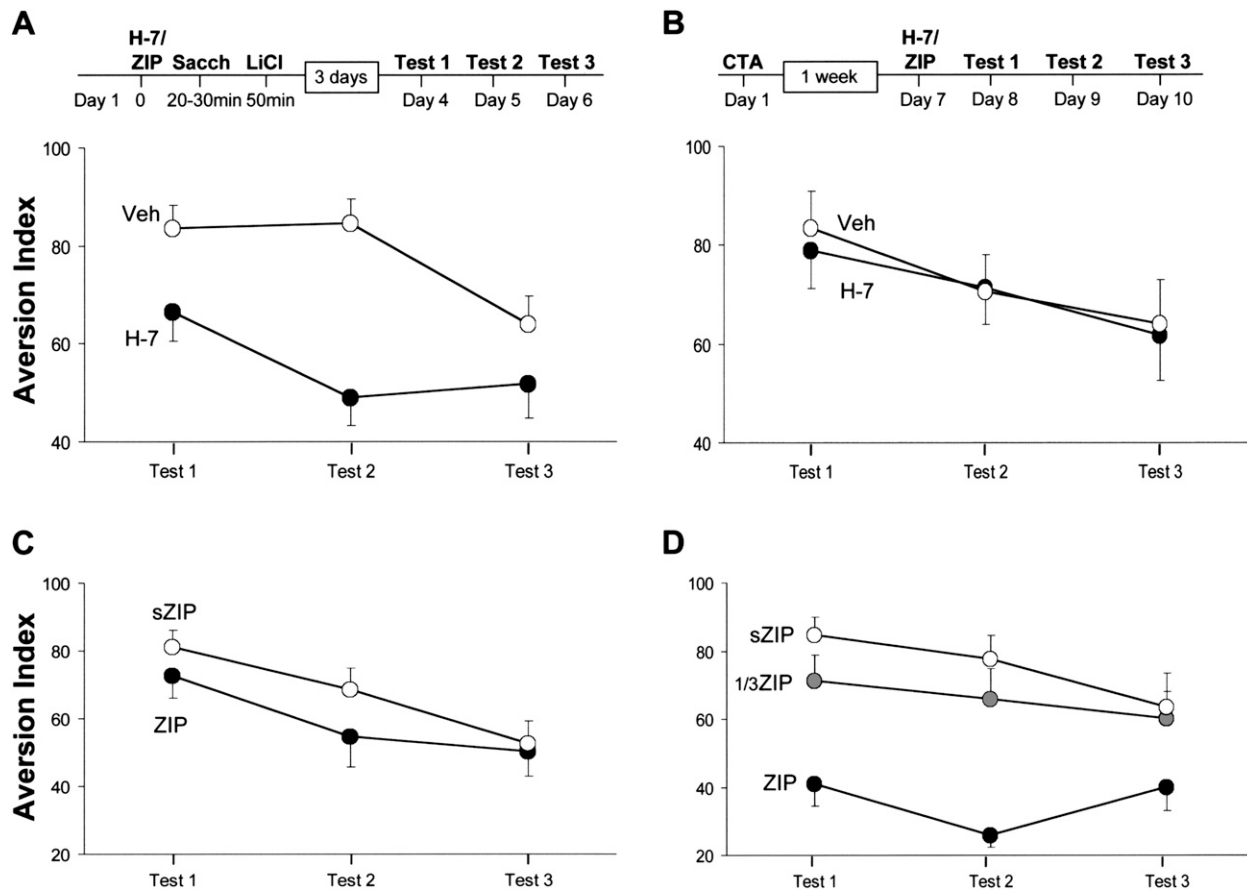 A
H-7/
ZIP Sacch LiCl
3 days
Test 1 Test 2 Test 3
Day 1 0 20-30min 50min Day 4 Day 5 Day 6
100
80
60
40
Aversion Index
Veh
H-7
Test 1 Test 2 Test 3
B
H-7/
CTA ZIP Test 1 Test 2 Test 3
1 week
Day 1 Day 7 Day 8 Day 9 Day 10
100
80
60
40
Veh
H-7
Test 1 Test 2 Test 3
C
100
80
60
40
20
Aversion Index
sZIP
ZIP
Test 1 Test 2 Test 3
D
100
80
60
40
20
sZIP
1/3ZIP
ZIP
Test 1 Test 2 Test 3